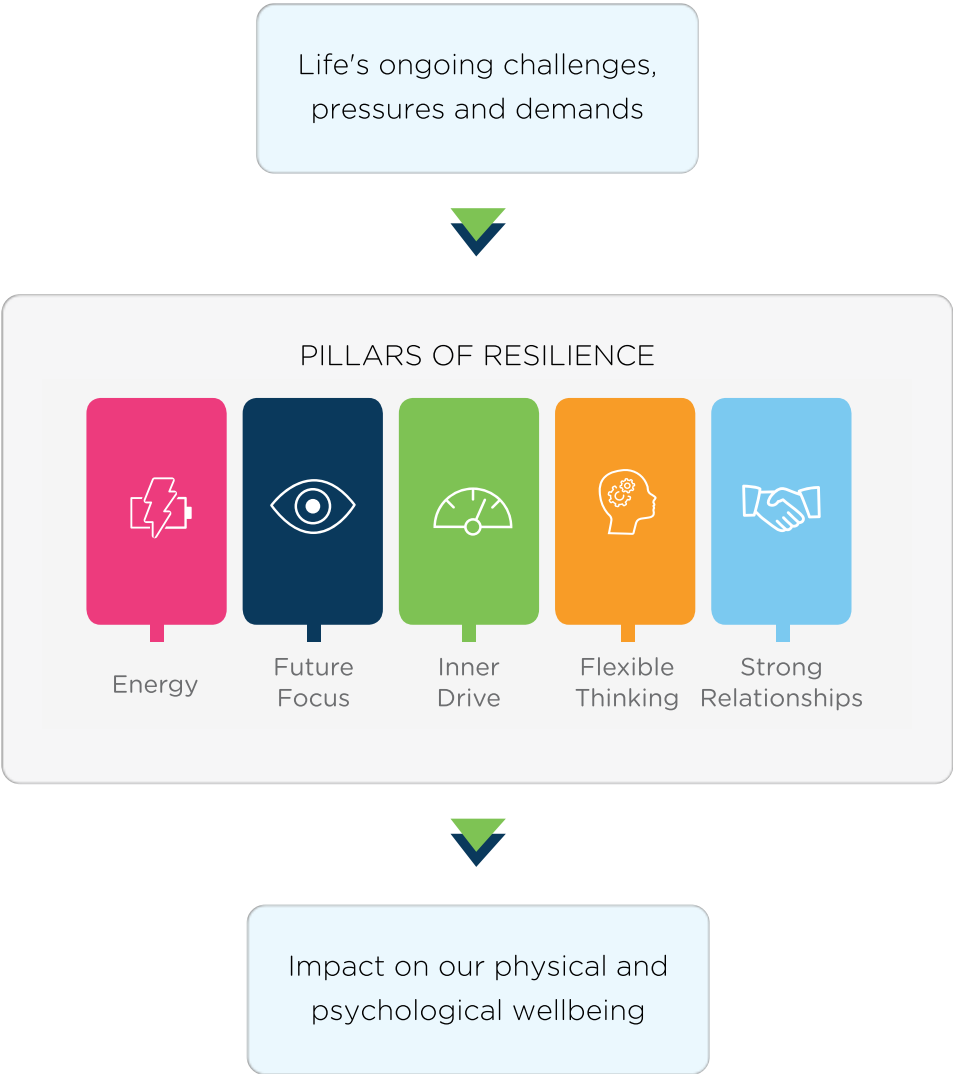 Life's ongoing challenges,
pressures and demands
PILLARS OF RESILIENCE
Energy
Future
Focus
Inner
Drive
Flexible
Thinking
Strong
Relationships
Impact on our physical and
psychological wellbeing